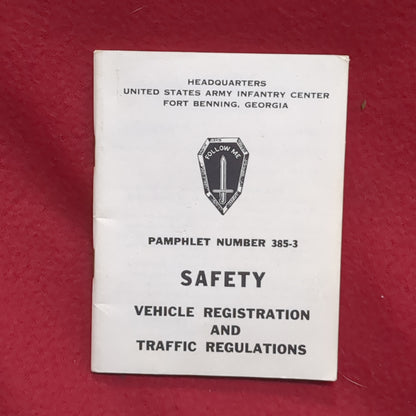 HEADQUARTERS
UNITED STATES ARMY INFANTRY CENTER
FORT BENNING, GEORGIA
FOLLOW ME
PAMPHLET NUMBER 385-3
SAFETY
VEHICLE REGISTRATION
AND
TRAFFIC REGULATIONS